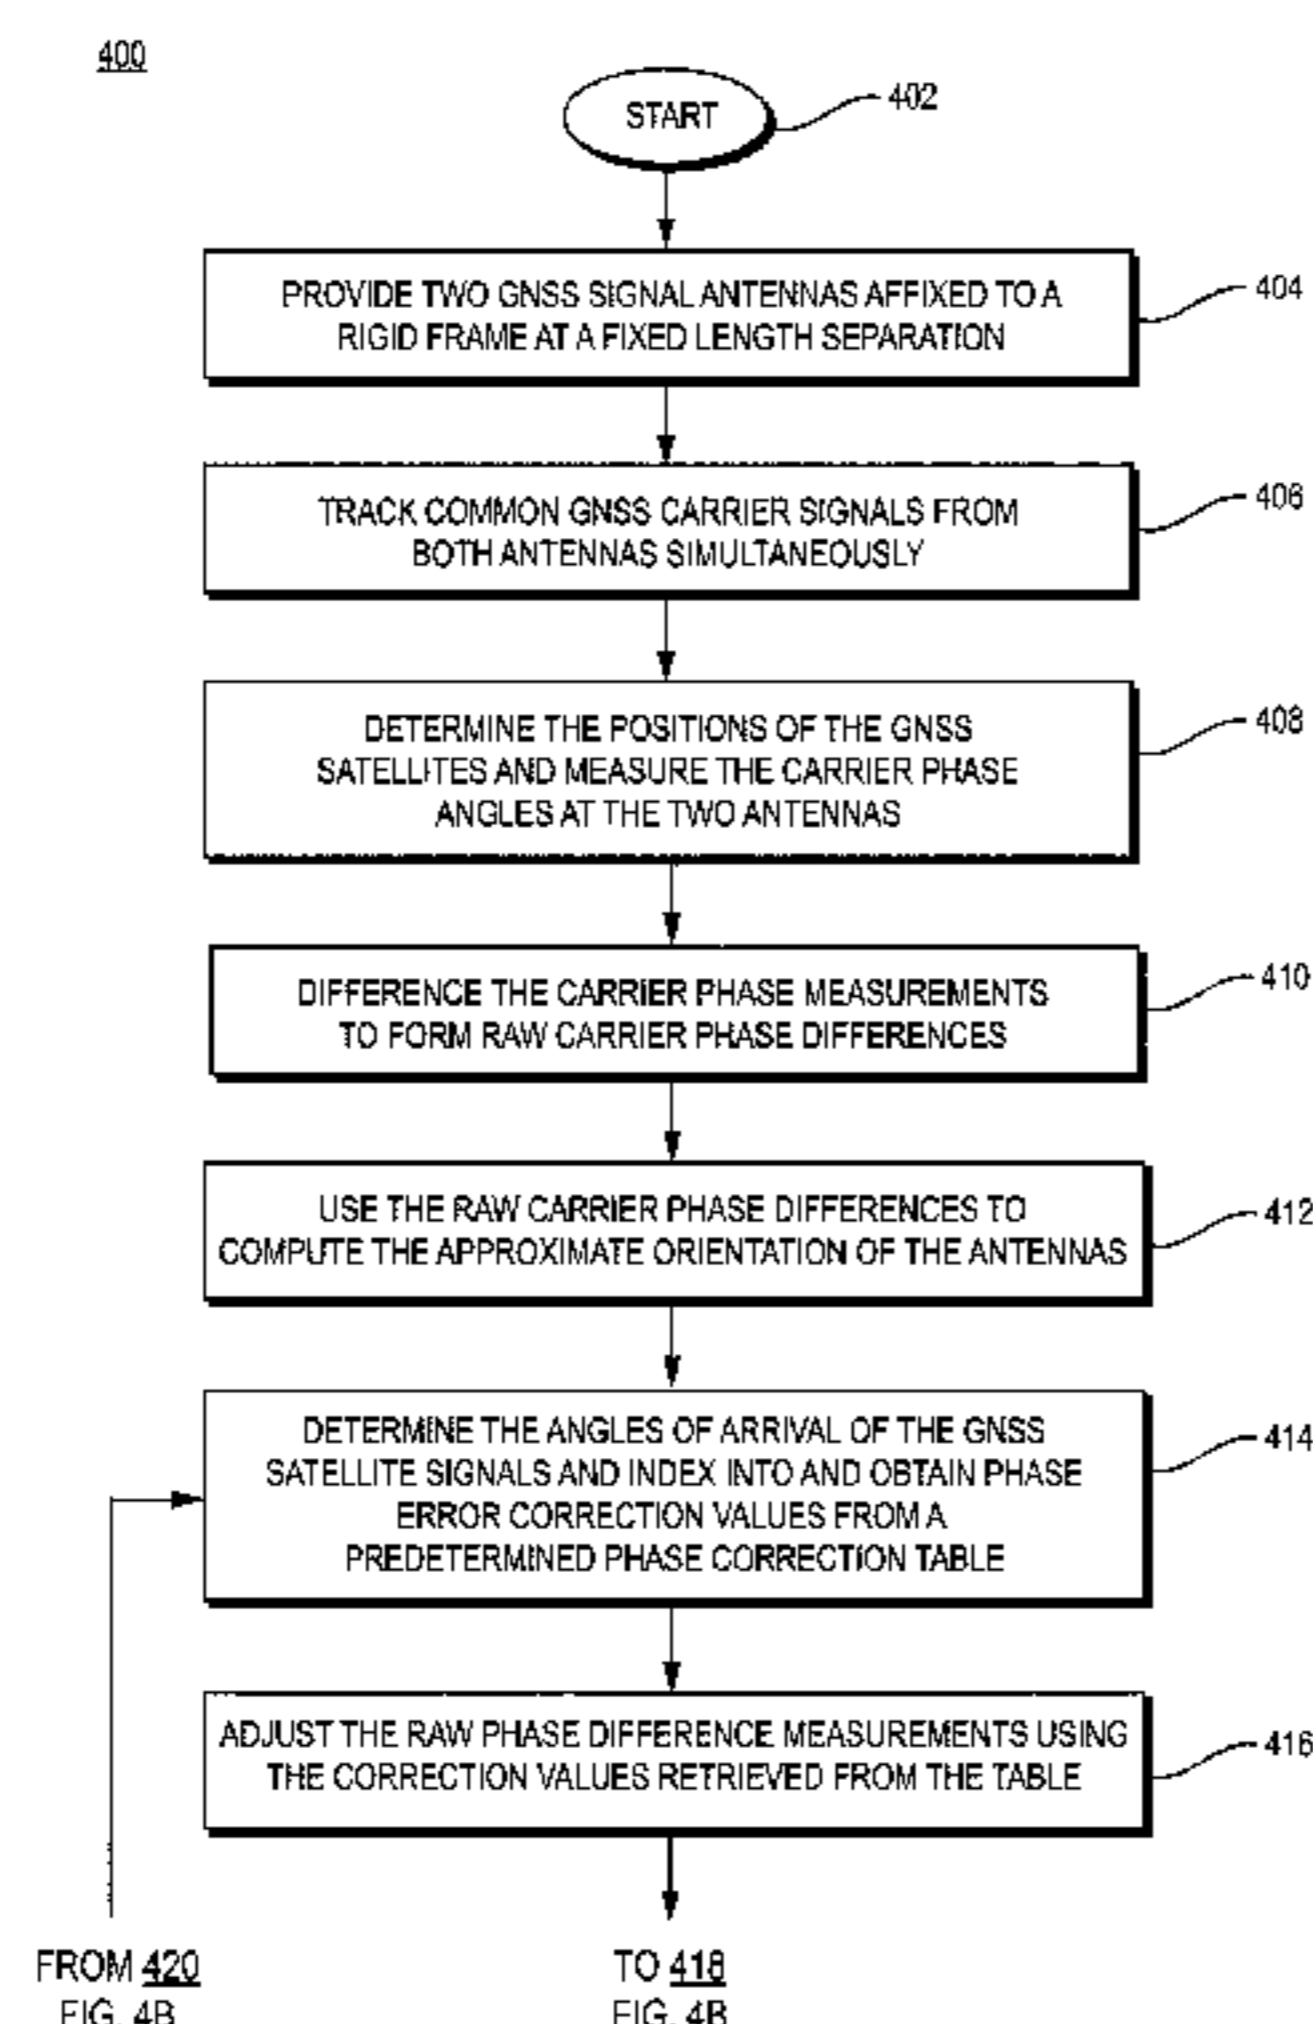 400
START
402
PROVIDE TWO GNSS SIGNAL ANTENNAS AFFIXED TO A
RIGID FRAME AT A FIXED LENGTH SEPARATION
404
TRACK COMMON GNSS CARRIER SIGNALS FROM
BOTH ANTENNAS SIMULTANEOUSLY
406
DETERMINE THE POSITIONS OF THE GNSS
SATELLITES AND MEASURE THE CARRIER PHASE
ANGLES AT THE TWO ANTENNAS
408
DIFFERENCE THE CARRIER PHASE MEASUREMENTS
TO FORM RAW CARRIER PHASE DIFFERENCES
410
USE THE RAW CARRIER PHASE DIFFERENCES TO
COMPUTE THE APPROXIMATE ORIENTATION OF THE ANTENNAS
412
DETERMINE THE ANGLES OF ARRIVAL OF THE GNSS
SATELLITE SIGNALS AND INDEX INTO AND OBTAIN PHASE
ERROR CORRECTION VALUES FROM A
PREDETERMINED PHASE CORRECTION TABLE
414
ADJUST THE RAW PHASE DIFFERENCE MEASUREMENTS USING
THE CORRECTION VALUES RETRIEVED FROM THE TABLE
416
FROM 420
FIG. 4B
TO 418
FIG. 4B